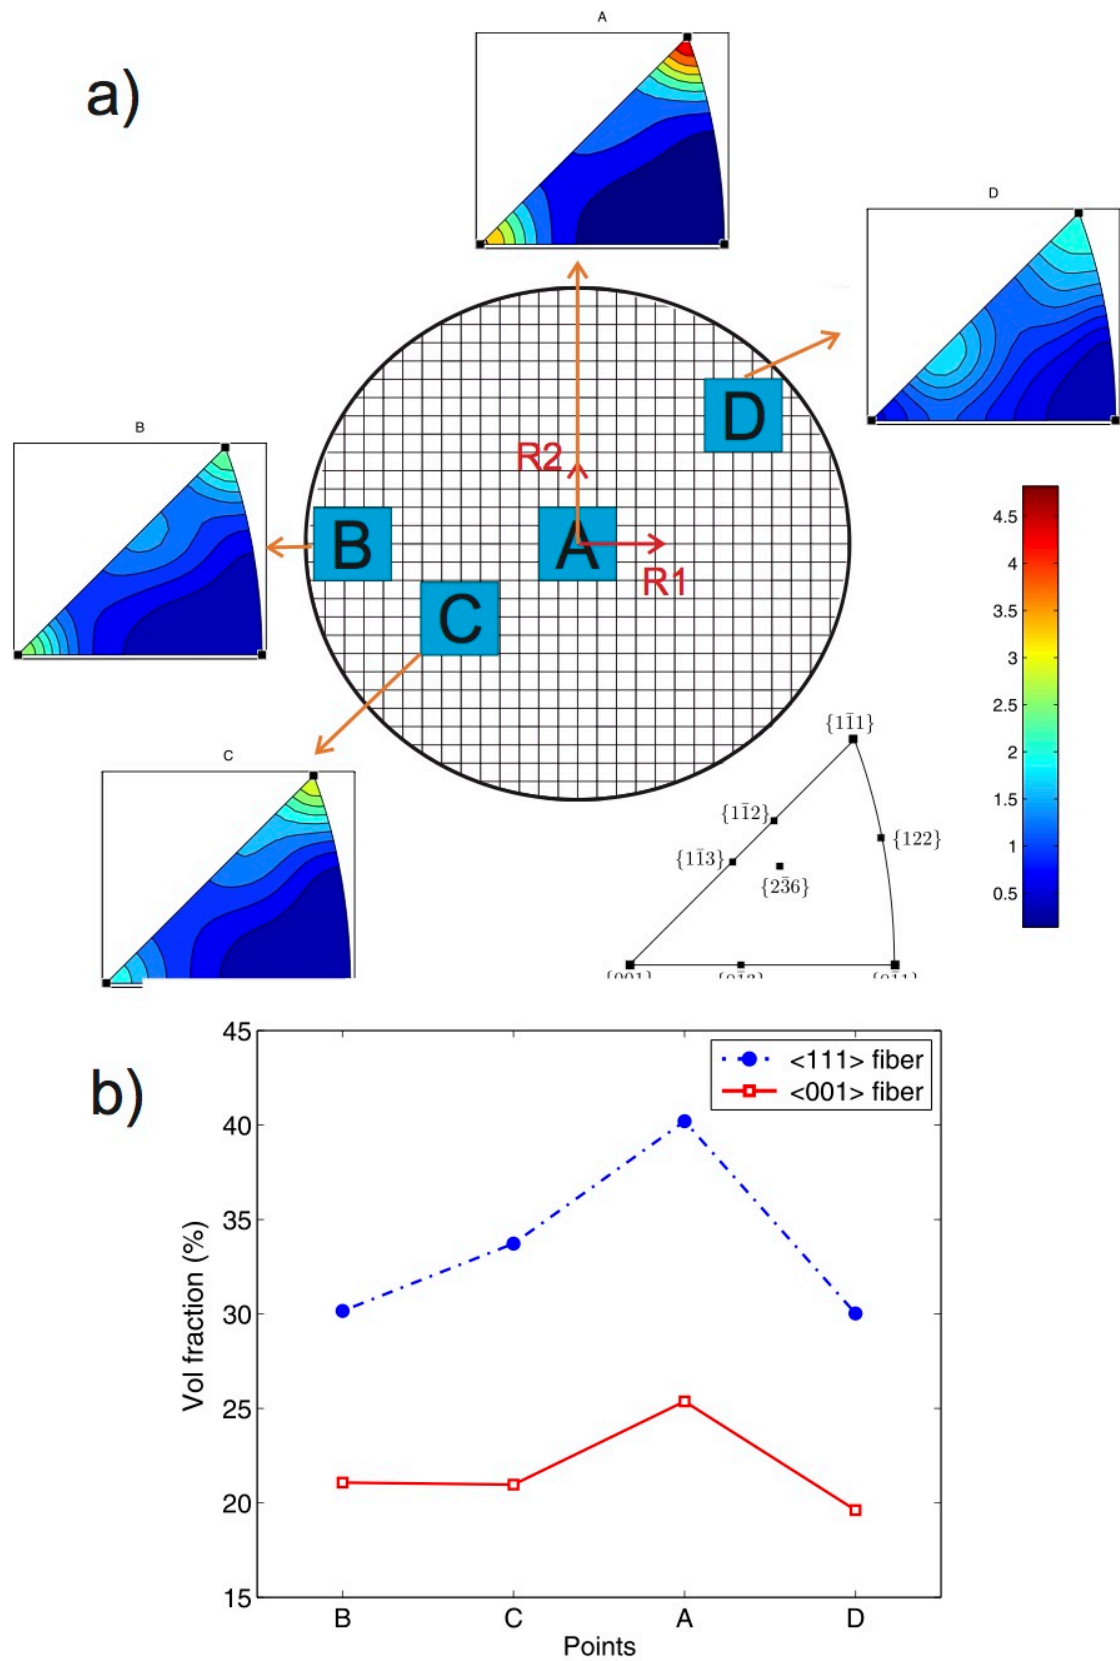 A
a)
D
B
C
D
R2
B
A
R1
C
4.5
4
3.5
3
2.5
2
1.5
1
0.5
{11̄1}
{11̄2}
{122}
{11̄3}
{23̄6}
b)
45
40
35
30
25
20
15
Vol fraction (%)
<111> fiber
<001> fiber
B C A D
Points